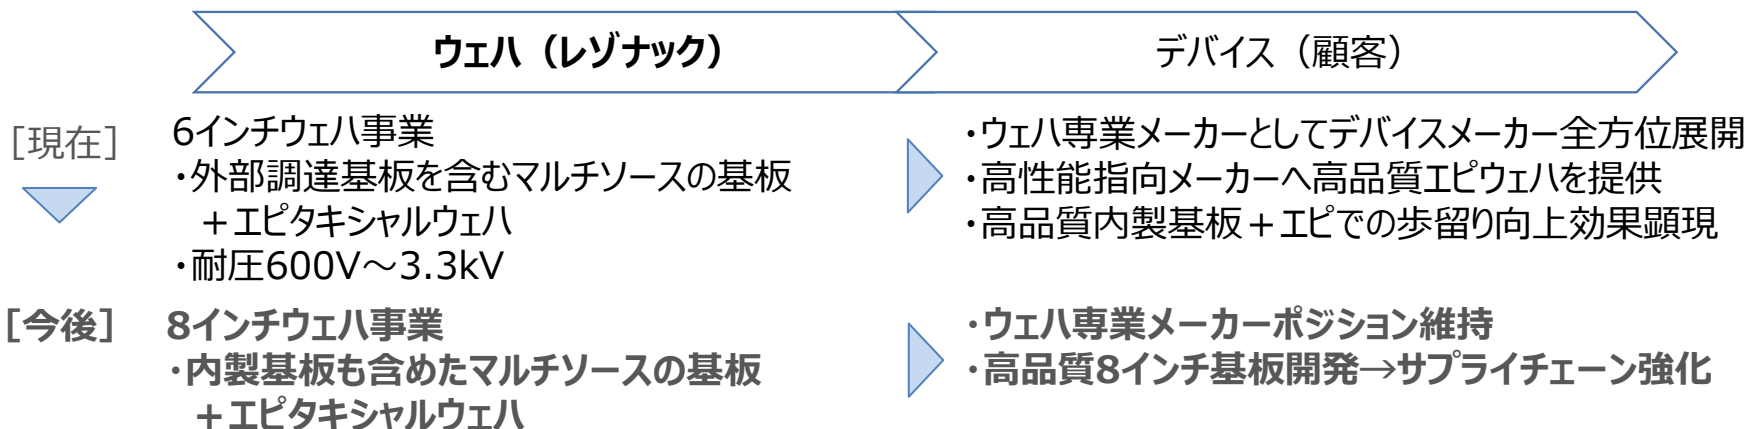 ウェハ（レゾナック）
デバイス（顧客）
［現在］
6インチウェハ事業
・外部調達基板を含むマルチソースの基板
＋エピタキシャルウェハ
・耐圧600V～3.3kV
・ウェハ専業メーカーとしてデバイスメーカー全方位展開
・高性能指向メーカーへ高品質エピウェハを提供
・高品質内製基板＋エピでの歩留り向上効果顕現
［今後］
8インチウェハ事業
・内製基板も含めたマルチソースの基板
＋エピタキシャルウェハ
・ウェハ専業メーカーポジション維持
・高品質8インチ基板開発→サプライチェーン強化